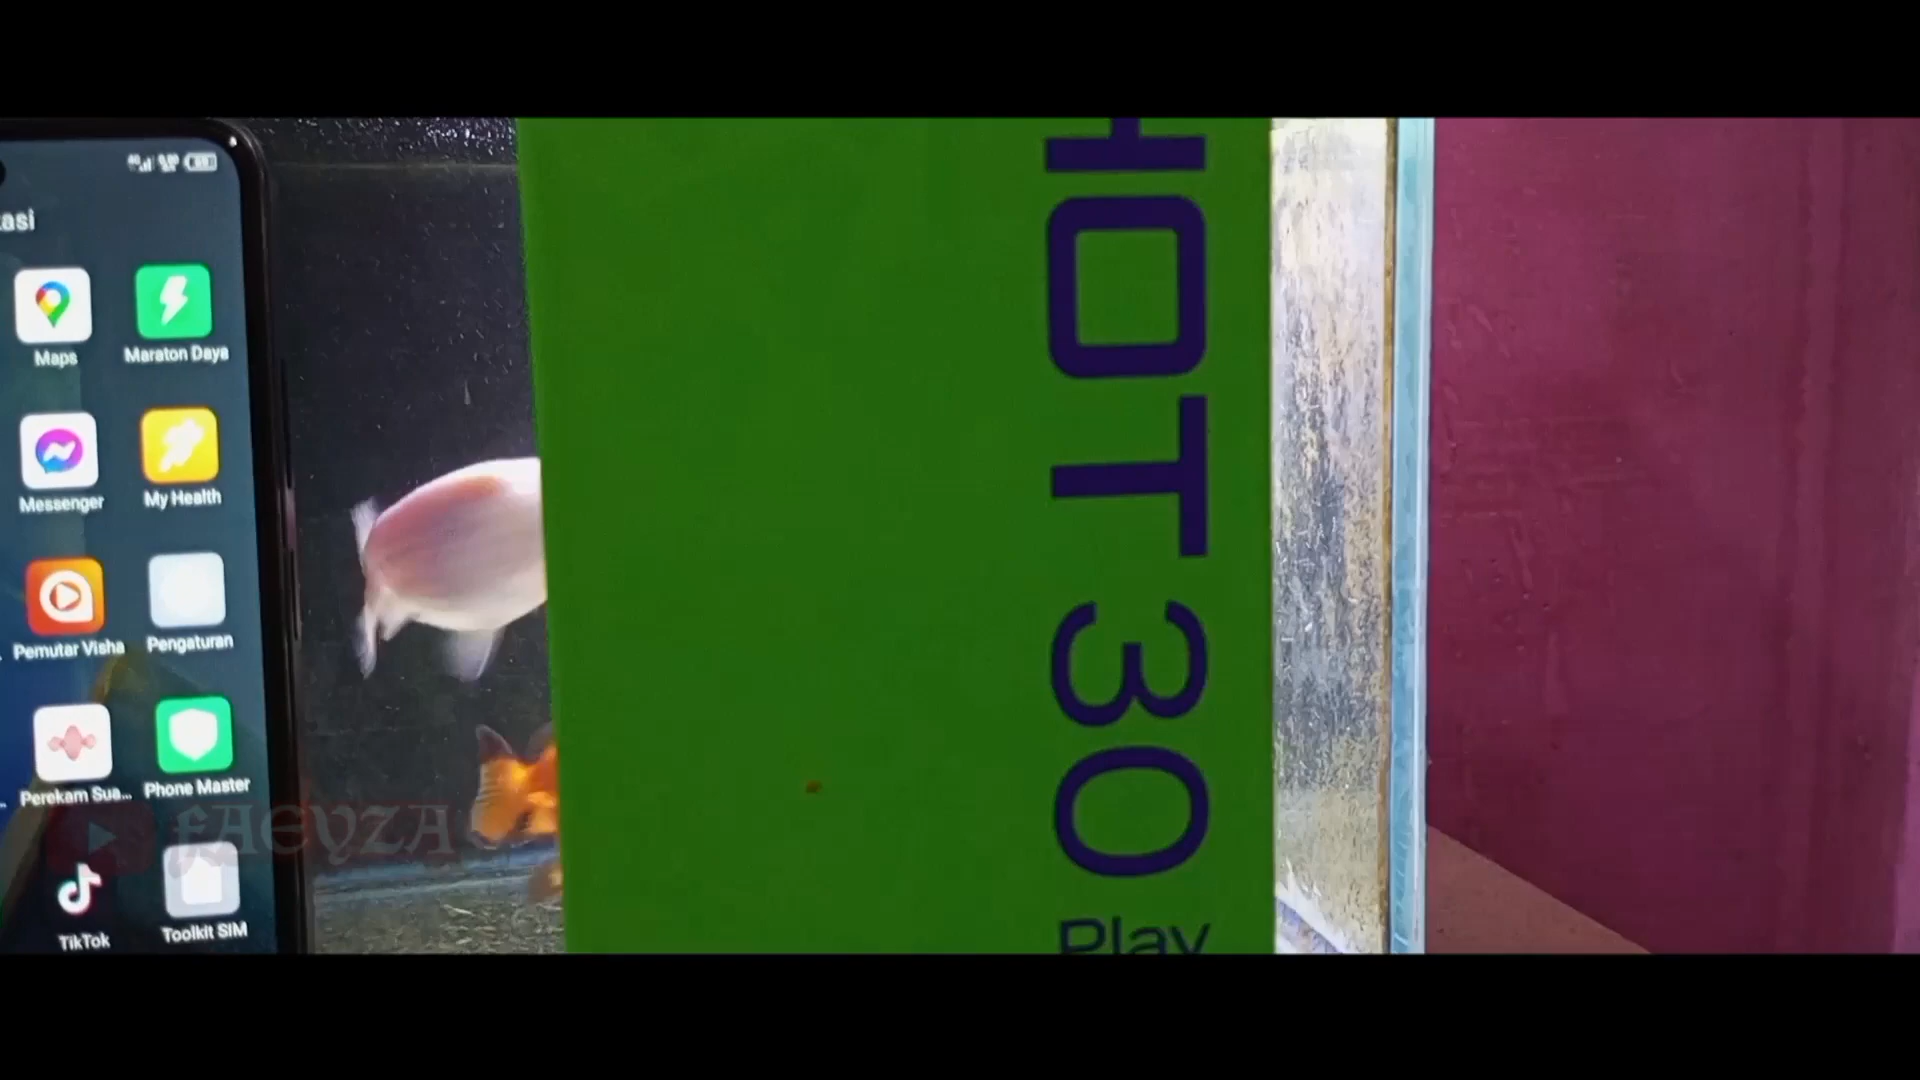 asi
Maps
Maraton Daya
Messenger
My Health
Pemutar Visha
Pengaturan
Perekam Sua...
Phone Master
TikTok
Toolkit SIM
HOT 30
Play
FAEYZA